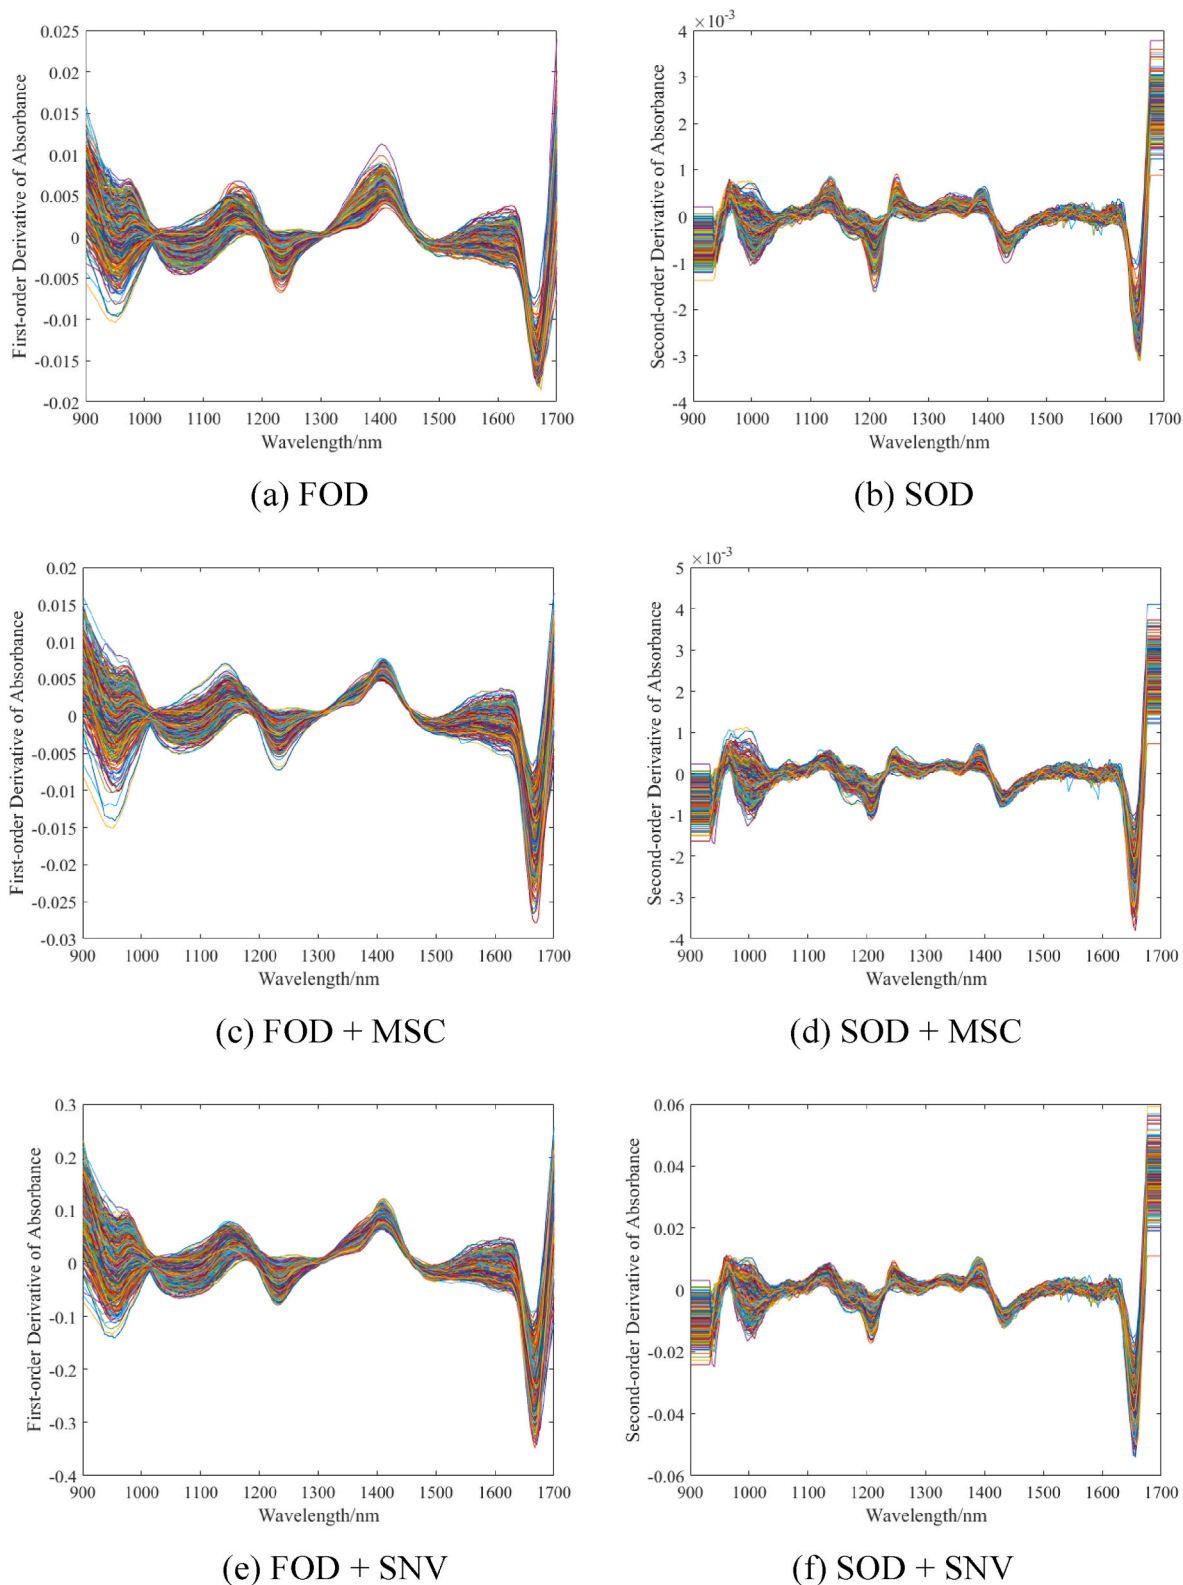 0.025
0.02
0.015
0.01
0.005
0
-0.005
-0.01
-0.015
-0.02
First-order Derivative of Absorbance
900 1000 1100 1200 1300 1400 1500 1600 1700
Wavelength/nm
(a) FOD
×10-3
4
3
2
1
0
-1
-2
-3
-4
Second-order Derivative of Absorbance
900 1000 1100 1200 1300 1400 1500 1600 1700
Wavelength/nm
(b) SOD
0.02
0.015
0.01
0.005
0
-0.005
-0.01
-0.015
-0.02
-0.025
-0.03
First-order Derivative of Absorbance
900 1000 1100 1200 1300 1400 1500 1600 1700
Wavelength/nm
(c) FOD + MSC
×10-3
5
4
3
2
1
0
-1
-2
-3
-4
Second-order Derivative of Absorbance
900 1000 1100 1200 1300 1400 1500 1600 1700
Wavelength/nm
(d) SOD + MSC
0.3
0.2
0.1
0
-0.1
-0.2
-0.3
-0.4
First-order Derivative of Absorbance
900 1000 1100 1200 1300 1400 1500 1600 1700
Wavelength/nm
(e) FOD + SNV
0.06
0.04
0.02
0
-0.02
-0.04
-0.06
Second-order Derivative of Absorbance
900 1000 1100 1200 1300 1400 1500 1600 1700
Wavelength/nm
(f) SOD + SNV